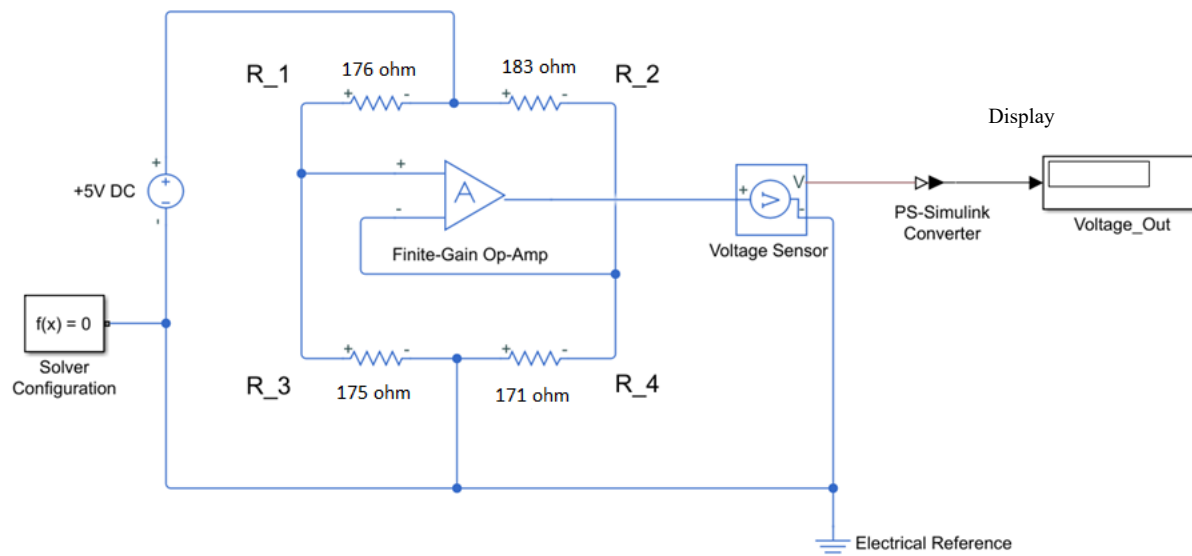 R_1
176 ohm
183 ohm
R_2
Display
+
-
+
-
+
+5V DC
+
-
-
+
A
-
+
V
V
-
PS-Simulink
Converter
Voltage_Out
Finite-Gain Op-Amp
Voltage Sensor
f(x) = 0
Solver
Configuration
+
-
+
-
R_3
175 ohm
171 ohm
R_4
Electrical Reference